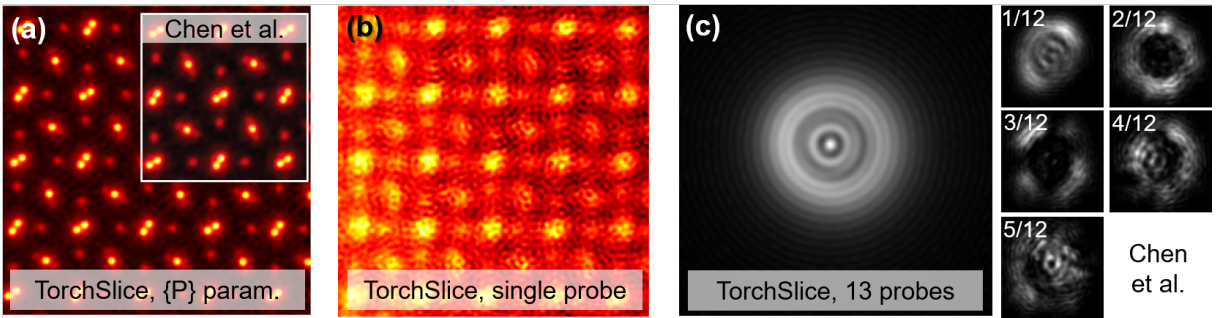 (a)
Chen et al.
TorchSlice, {P} param.
(b)
TorchSlice, single probe
(c)
TorchSlice, 13 probes
1/12
2/12
3/12
4/12
5/12
Chen
et al.